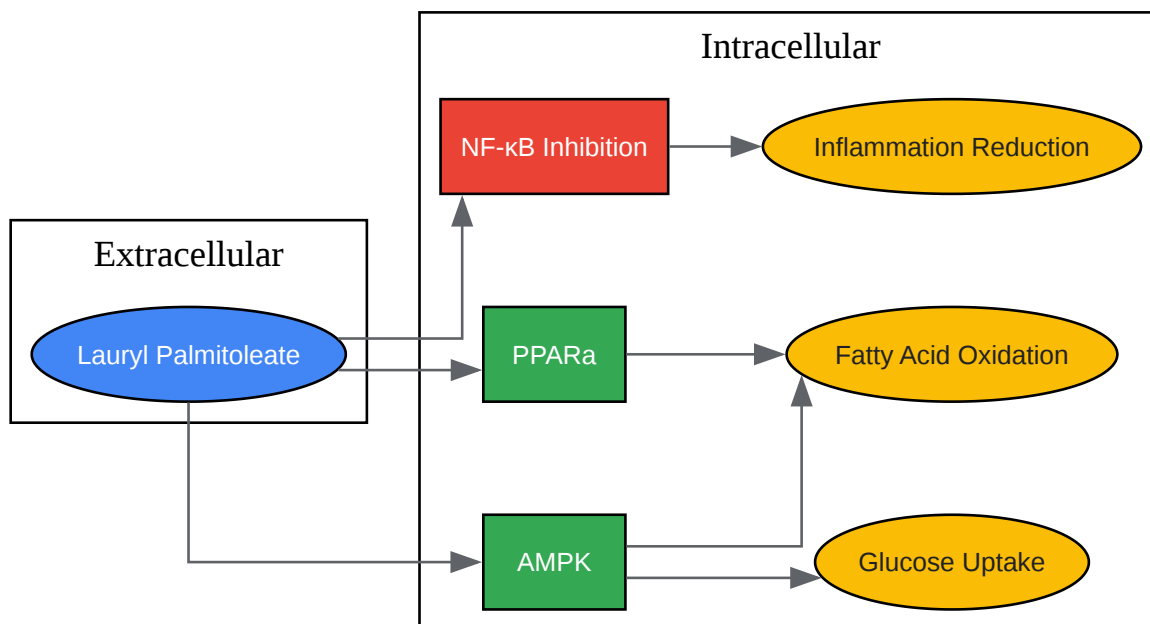 Intracellular
NF-κB Inhibition
Inflammation Reduction
Extracellular
Lauryl Palmitoleate
PPARa
Fatty Acid Oxidation
AMPK
Glucose Uptake